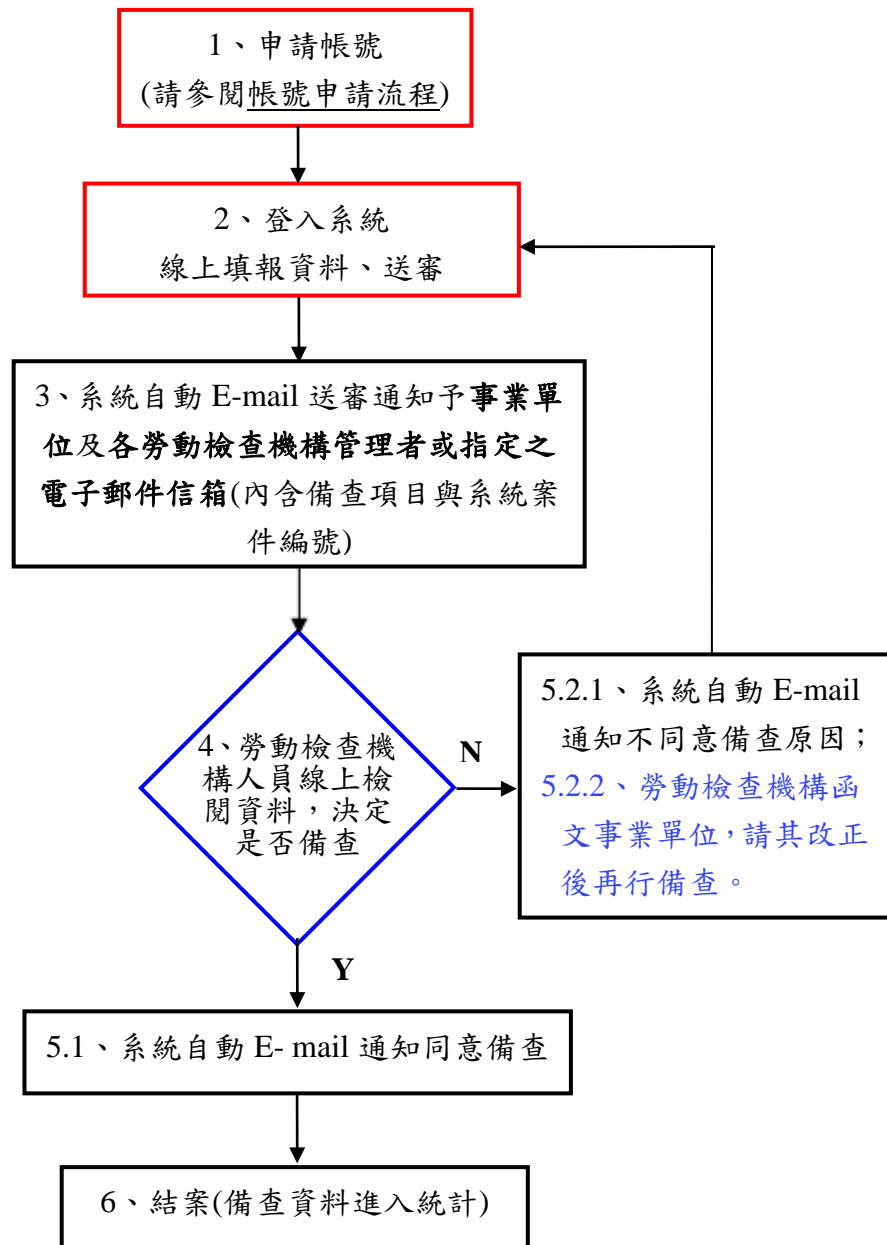 1、申請帳號
(請參閱帳號申請流程)
2、登入系統
線上填報資料、送審
3、系統自動 E-mail 送審通知予事業單
位及各勞動檢查機構管理者或指定之
電子郵件信箱(內含備查項目與系統案
件編號)
4、勞動檢查機
構人員線上檢
閱資料，決定
是否備查
N
5.2.1、系統自動 E-mail
通知不同意備查原因；
5.2.2、勞動檢查機構函
文事業單位，請其改正
後再行備查。
Y
5.1、系統自動 E- mail 通知同意備查
6、結案(備查資料進入統計)